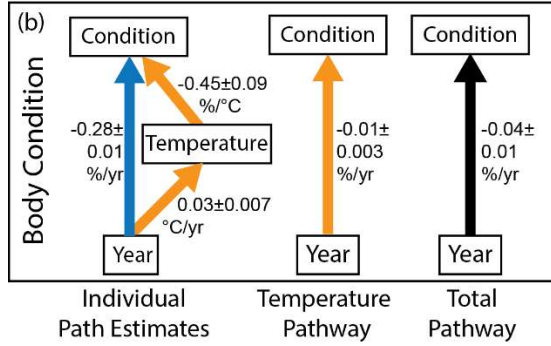 (b)
Body Condition
Condition
-0.45±0.09
%/°C
-0.28±
0.01
%/yr
Temperature
0.03±0.007
°C/yr
Year
Individual
Path Estimates
Condition
-0.01±
0.003
%/yr
Year
Temperature
Pathway
Condition
-0.04±
0.01
%/yr
Year
Total
Pathway